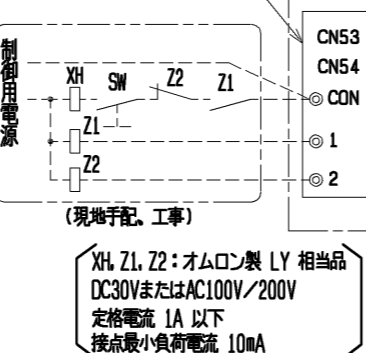 制御用電源
CN53
CN54
XH SW Z2 Z1 CON
Z1 1
Z2 2
(現地手配、工事)
XH, Z1, Z2：オムロン製 LY 相当品
DC30VまたはAC100V／200V
定格電流 1A 以下
接点最小負荷電流 10mA